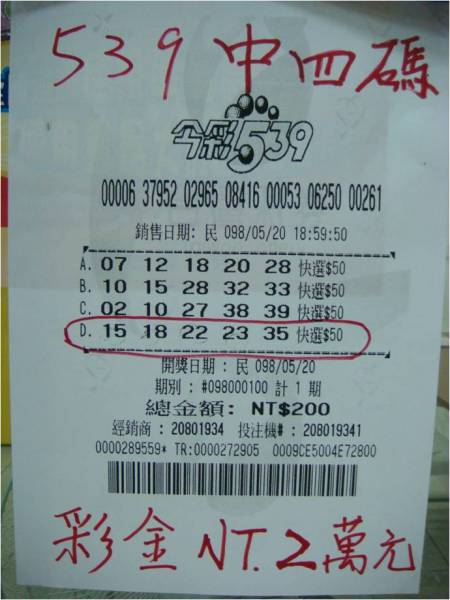 539 中四碼
今彩539
00006 37952 02965 08416 00053 06250 00261
銷售日期: 民 098/05/20 18:59:50
A. 07 12 18 20 28 快選$50
B. 10 15 28 32 33 快選$50
C. 02 10 27 38 39 快選$50
D. 15 18 22 23 35 快選$50
開獎日期 : 民 098/05/20
期別 : #098000100 計 1 期
總金額: NT$200
經銷商 : 20801934 投注機# : 208019341
0000289559* TR:0000272905 0009CE5004E72800
彩金 NT. 2萬元